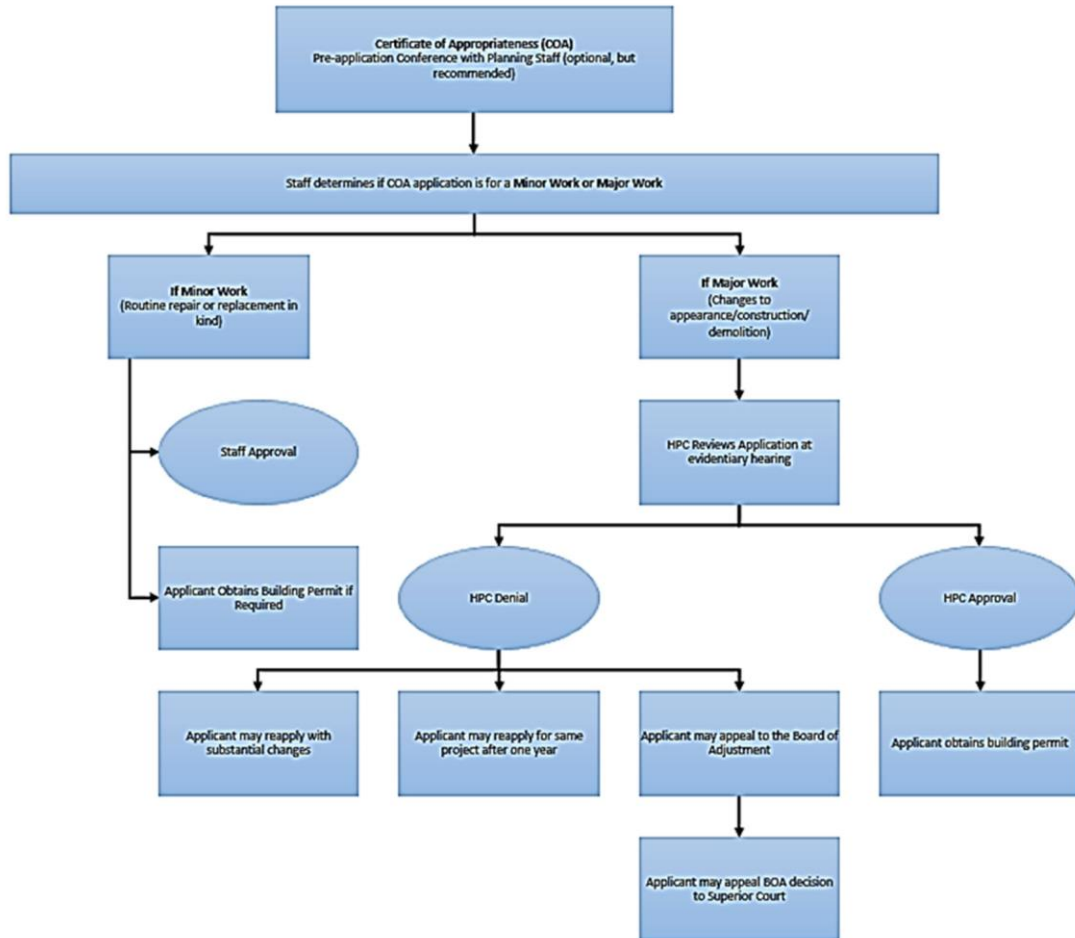 Certificate of Appropriateness (COA)
Pre-application Conference with Planning Staff (optional, but
recommended)
Staff determines if COA application is for a Minor Work or Major Work
If Minor Work
(Routine repair or replacement in
kind)
If Major Work
(Changes to
appearance/construction/
demolition)
Staff Approval
HPC Reviews Application at
evidentiary hearing
Applicant Obtains Building Permit if
Required
HPC Denial
HPC Approval
Applicant may reapply with
substantial changes
Applicant may reapply for same
project after one year
Applicant may appeal to the Board of
Adjustment
Applicant obtains building permit
Applicant may appeal BOA decision
to Superior Court